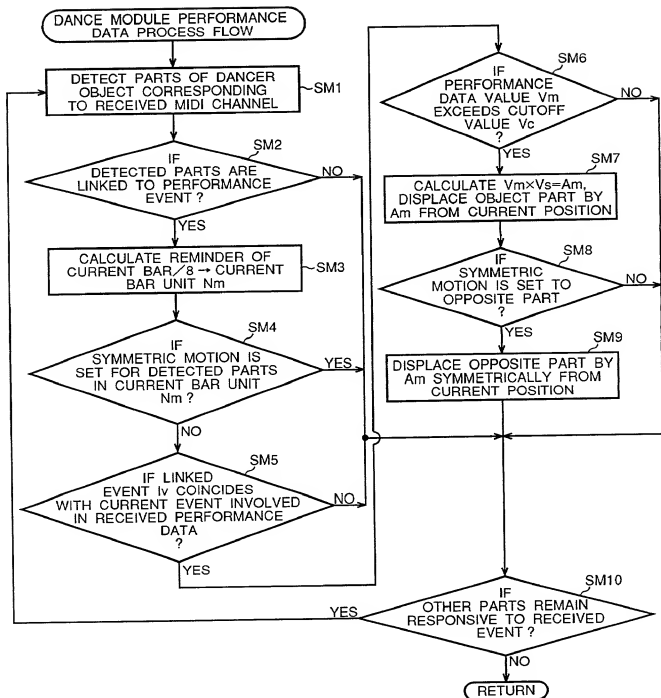 DANCE MODULE PERFORMANCE
DATA PROCESS FLOW
DETECT PARTS OF DANCER
OBJECT CORRESPONDING
TO RECEIVED MIDI CHANNEL
SM1
SM2
IF
DETECTED PARTS ARE
LINKED TO PERFORMANCE
EVENT?
NO
YES
CALCULATE REMINDER OF
CURRENT BAR/8 → CURRENT
BAR UNIT Nm
SM3
SM4
IF
SYMMETRIC MOTION IS
SET FOR DETECTED PARTS
IN CURRENT BAR UNIT
Nm?
YES
NO
SM5
IF LINKED
EVENT Iv COINCIDES
WITH CURRENT EVENT INVOLVED
IN RECEIVED PERFORMANCE
DATA
?
NO
YES
SM6
IF
PERFORMANCE
DATA VALUE Vm
EXCEEDS CUTOFF
VALUE Vc
?
NO
YES
SM7
CALCULATE Vm×Vs=Am,
DISPLACE OBJECT PART BY
Am FROM CURRENT POSITION
SM8
IF
SYMMETRIC
MOTION IS SET TO
OPPOSITE PART
?
NO
YES
SM9
DISPLACE OPPOSITE PART BY
Am SYMMETRICALLY FROM
CURRENT POSITION
SM10
IF
OTHER PARTS REMAIN
RESPONSIVE TO RECEIVED
EVENT?
YES
NO
RETURN